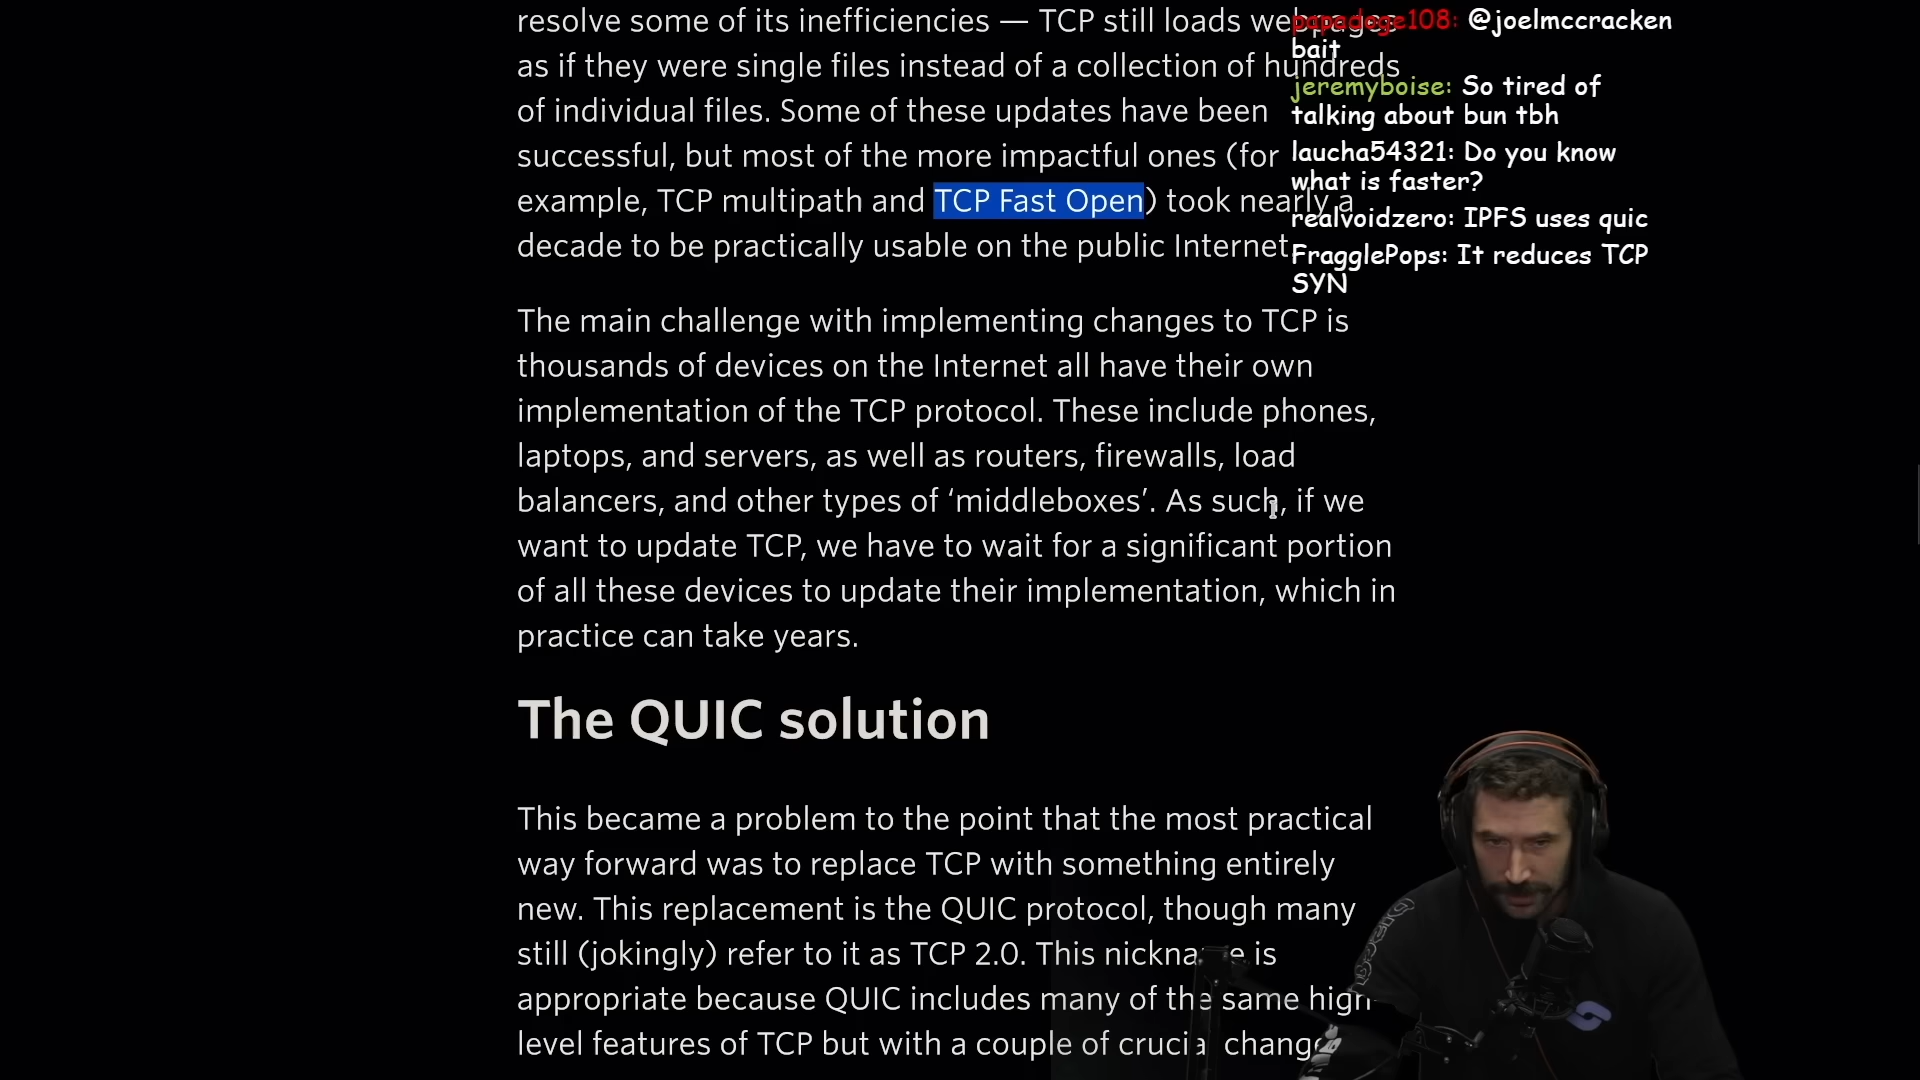 resolve some of its inefficiencies — TCP still loads webpages
as if they were single files instead of a collection of hundreds
of individual files. Some of these updates have been
successful, but most of the more impactful ones (for
example, TCP multipath and TCP Fast Open) took nearly a
decade to be practically usable on the public Internet.
The main challenge with implementing changes to TCP is
thousands of devices on the Internet all have their own
implementation of the TCP protocol. These include phones,
laptops, and servers, as well as routers, firewalls, load
balancers, and other types of ‘middleboxes’. As such, if we
want to update TCP, we have to wait for a significant portion
of all these devices to update their implementation, which in
practice can take years.
The QUIC solution
This became a problem to the point that the most practical
way forward was to replace TCP with something entirely
new. This replacement is the QUIC protocol, though many
still (jokingly) refer to it as TCP 2.0. This nickname is
appropriate because QUIC includes many of the same high-
level features of TCP but with a couple of crucial
papadoge108: @joelmccracken
bait
jeremyboise: So tired of
talking about bun tbh
laucha54321: Do you know
what is faster?
realvoidzero: IPFS uses quic
FragglePops: It reduces TCP
SYN